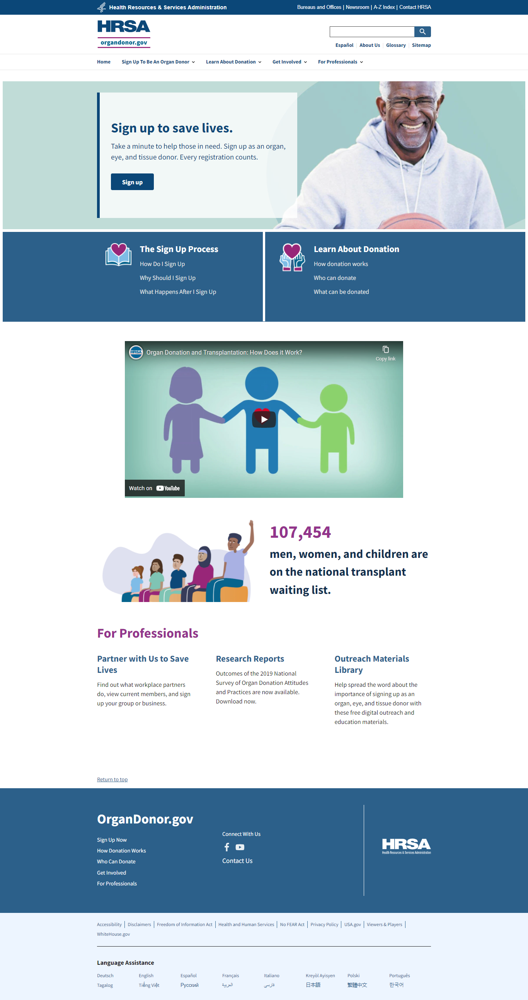 Health Resources & Services Administration
Bureaus and Offices | Newsroom | A-Z Index | Contact HRSA
HRSA
organdonor.gov
Español | About Us | Glossary | Sitemap
Home Sign Up To Be An Organ Donor Learn About Donation Get Involved For Professionals
Sign up to save lives.
Take a minute to help those in need. Sign up as an organ,
eye, and tissue donor. Every registration counts.
Sign up
The Sign Up Process
How Do I Sign Up
Why Should I Sign Up
What Happens After I Sign Up
Learn About Donation
How donation works
Who can donate
What can be donated
HRSA
Organ Donation and Transplantation: How Does it Work?
Copy link
Watch on YouTube
107,454
men, women, and children are
on the national transplant
waiting list.
For Professionals
Partner with Us to Save
Lives
Find out what workplace partners
do, view current members, and sign
up your group or business.
Research Reports
Outcomes of the 2019 National
Survey of Organ Donation Attitudes
and Practices are now available.
Download now.
Outreach Materials
Library
Help spread the word about the
importance of signing up as an
organ, eye, and tissue donor with
these free digital outreach and
education materials.
Return to top
OrganDonor.gov
Sign Up Now
How Donation Works
Who Can Donate
Get Involved
For Professionals
Connect With Us
Contact Us
HRSA
Health Resources & Services Administration
Accessibility | Disclaimers | Freedom of Information Act | Health and Human Services | No FEAR Act | Privacy Policy | USA.gov | Viewers & Players |
WhiteHouse.gov
Language Assistance
Deutsch English Español Français Italiano Kreyòl Ayisyen Polski Português
Tagalog Tiếng Việt Русский العربية فارسی 日本語 繁體中文 한국어